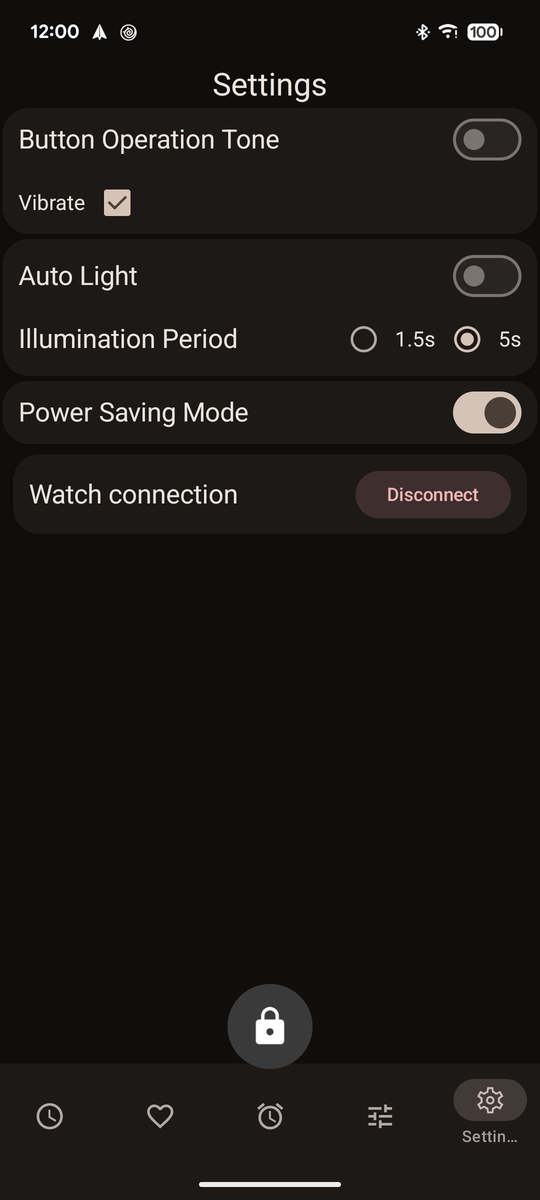 12:00
100
Settings
Button Operation Tone
Vibrate
Auto Light
Illumination Period 1.5s 5s
Power Saving Mode
Watch connection Disconnect
Settin...